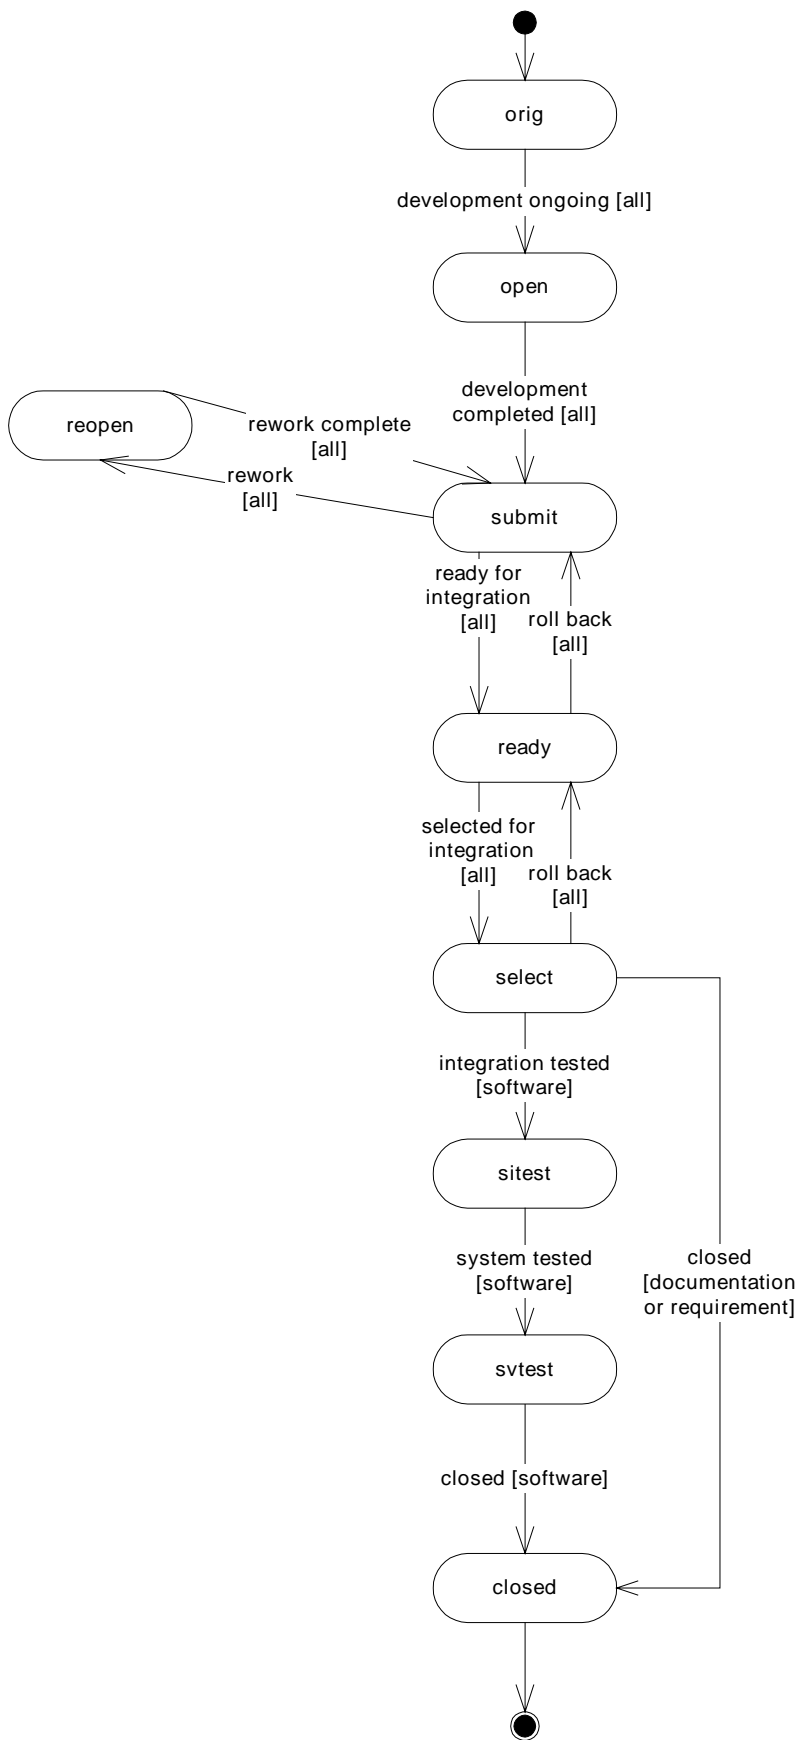 orig
development ongoing [all]
open
development
completed [all]
reopen
rework complete
[all]
rework
[all]
submit
ready for
integration
[all]
roll back
[all]
ready
selected for
integration
[all]
roll back
[all]
select
integration tested
[software]
sitest
system tested
[software]
closed
[documentation
or requirement]
svtest
closed [software]
closed